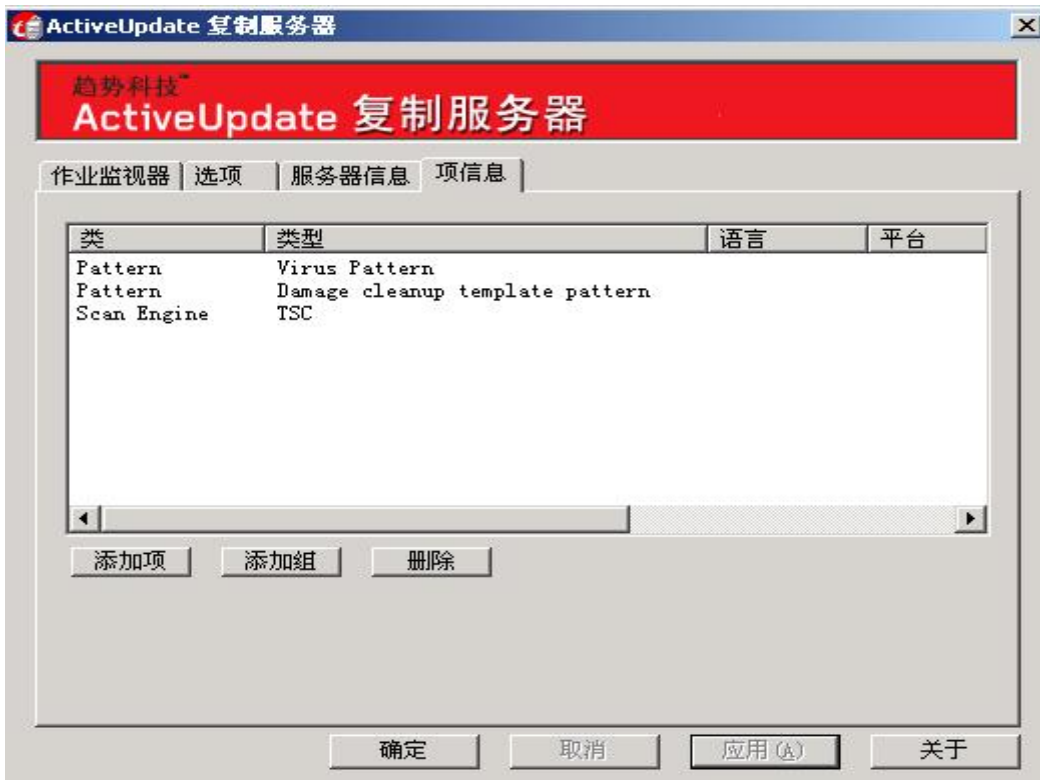 ActiveUpdate 复制服务器
趋势科技™
ActiveUpdate 复制服务器
作业监视器 选项 服务器信息 项信息
类 类型 语言 平台
Pattern Virus Pattern
Pattern Damage cleanup template pattern
Scan Engine TSC
添加项 添加组 删除
确定 取消 应用(A) 关于